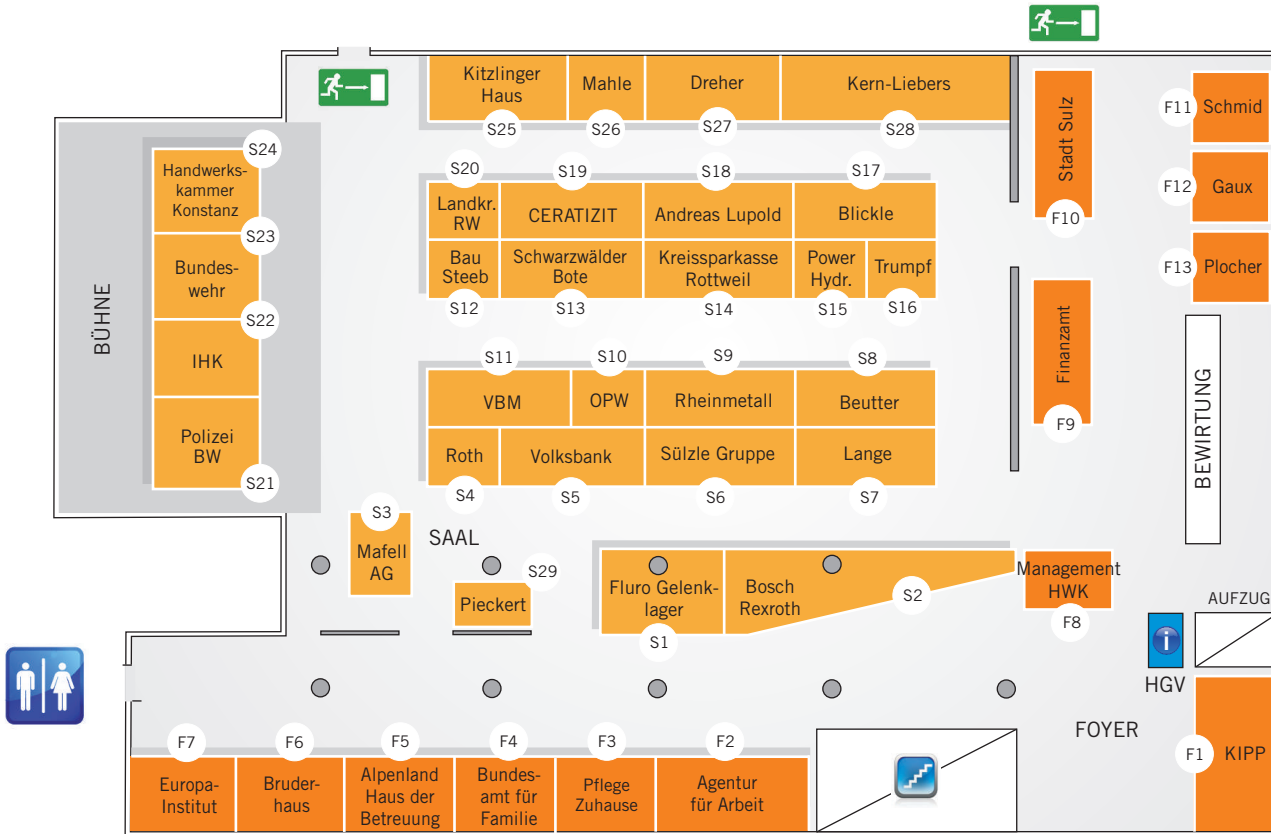 Kitzlinger
Haus
Mahle
Dreher
Kern-Liebers
S25
S26
S27
S28
Stadt Sulz
F10
F11
Schmid
F12
Gaux
F13
Plocher
BÜHNE
S24
Handwerks-
kammer
Konstanz
S23
Bundes-
wehr
S22
IHK
Polizei
BW
S21
S20
S19
S18
S17
Landkr.
RW
CERATIZIT
Andreas Lupold
Blickle
Bau
Steeb
Schwarzwälder
Bote
Kreissparkasse
Rottweil
Power
Hydr.
Trumpf
S12
S13
S14
S15
S16
Finanzamt
F9
BEWIRTUNG
S11
S10
S9
S8
VBM
OPW
Rheinmetall
Beutter
Roth
Volksbank
Sülzle Gruppe
Lange
S4
S5
S6
S7
S3
Mafell
AG
SAAL
S29
Pieckert
Fluro Gelenk-
lager
S1
Bosch
Rexroth
S2
Management
HWK
F8
AUFZUG
i
HGV
FOYER
F1
KIPP
F7
F6
F5
F4
F3
F2
Europa-
Institut
Bruder-
haus
Alpenland
Haus der
Betreuung
Bundes-
amt für
Familie
Pflege
Zuhause
Agentur
für Arbeit